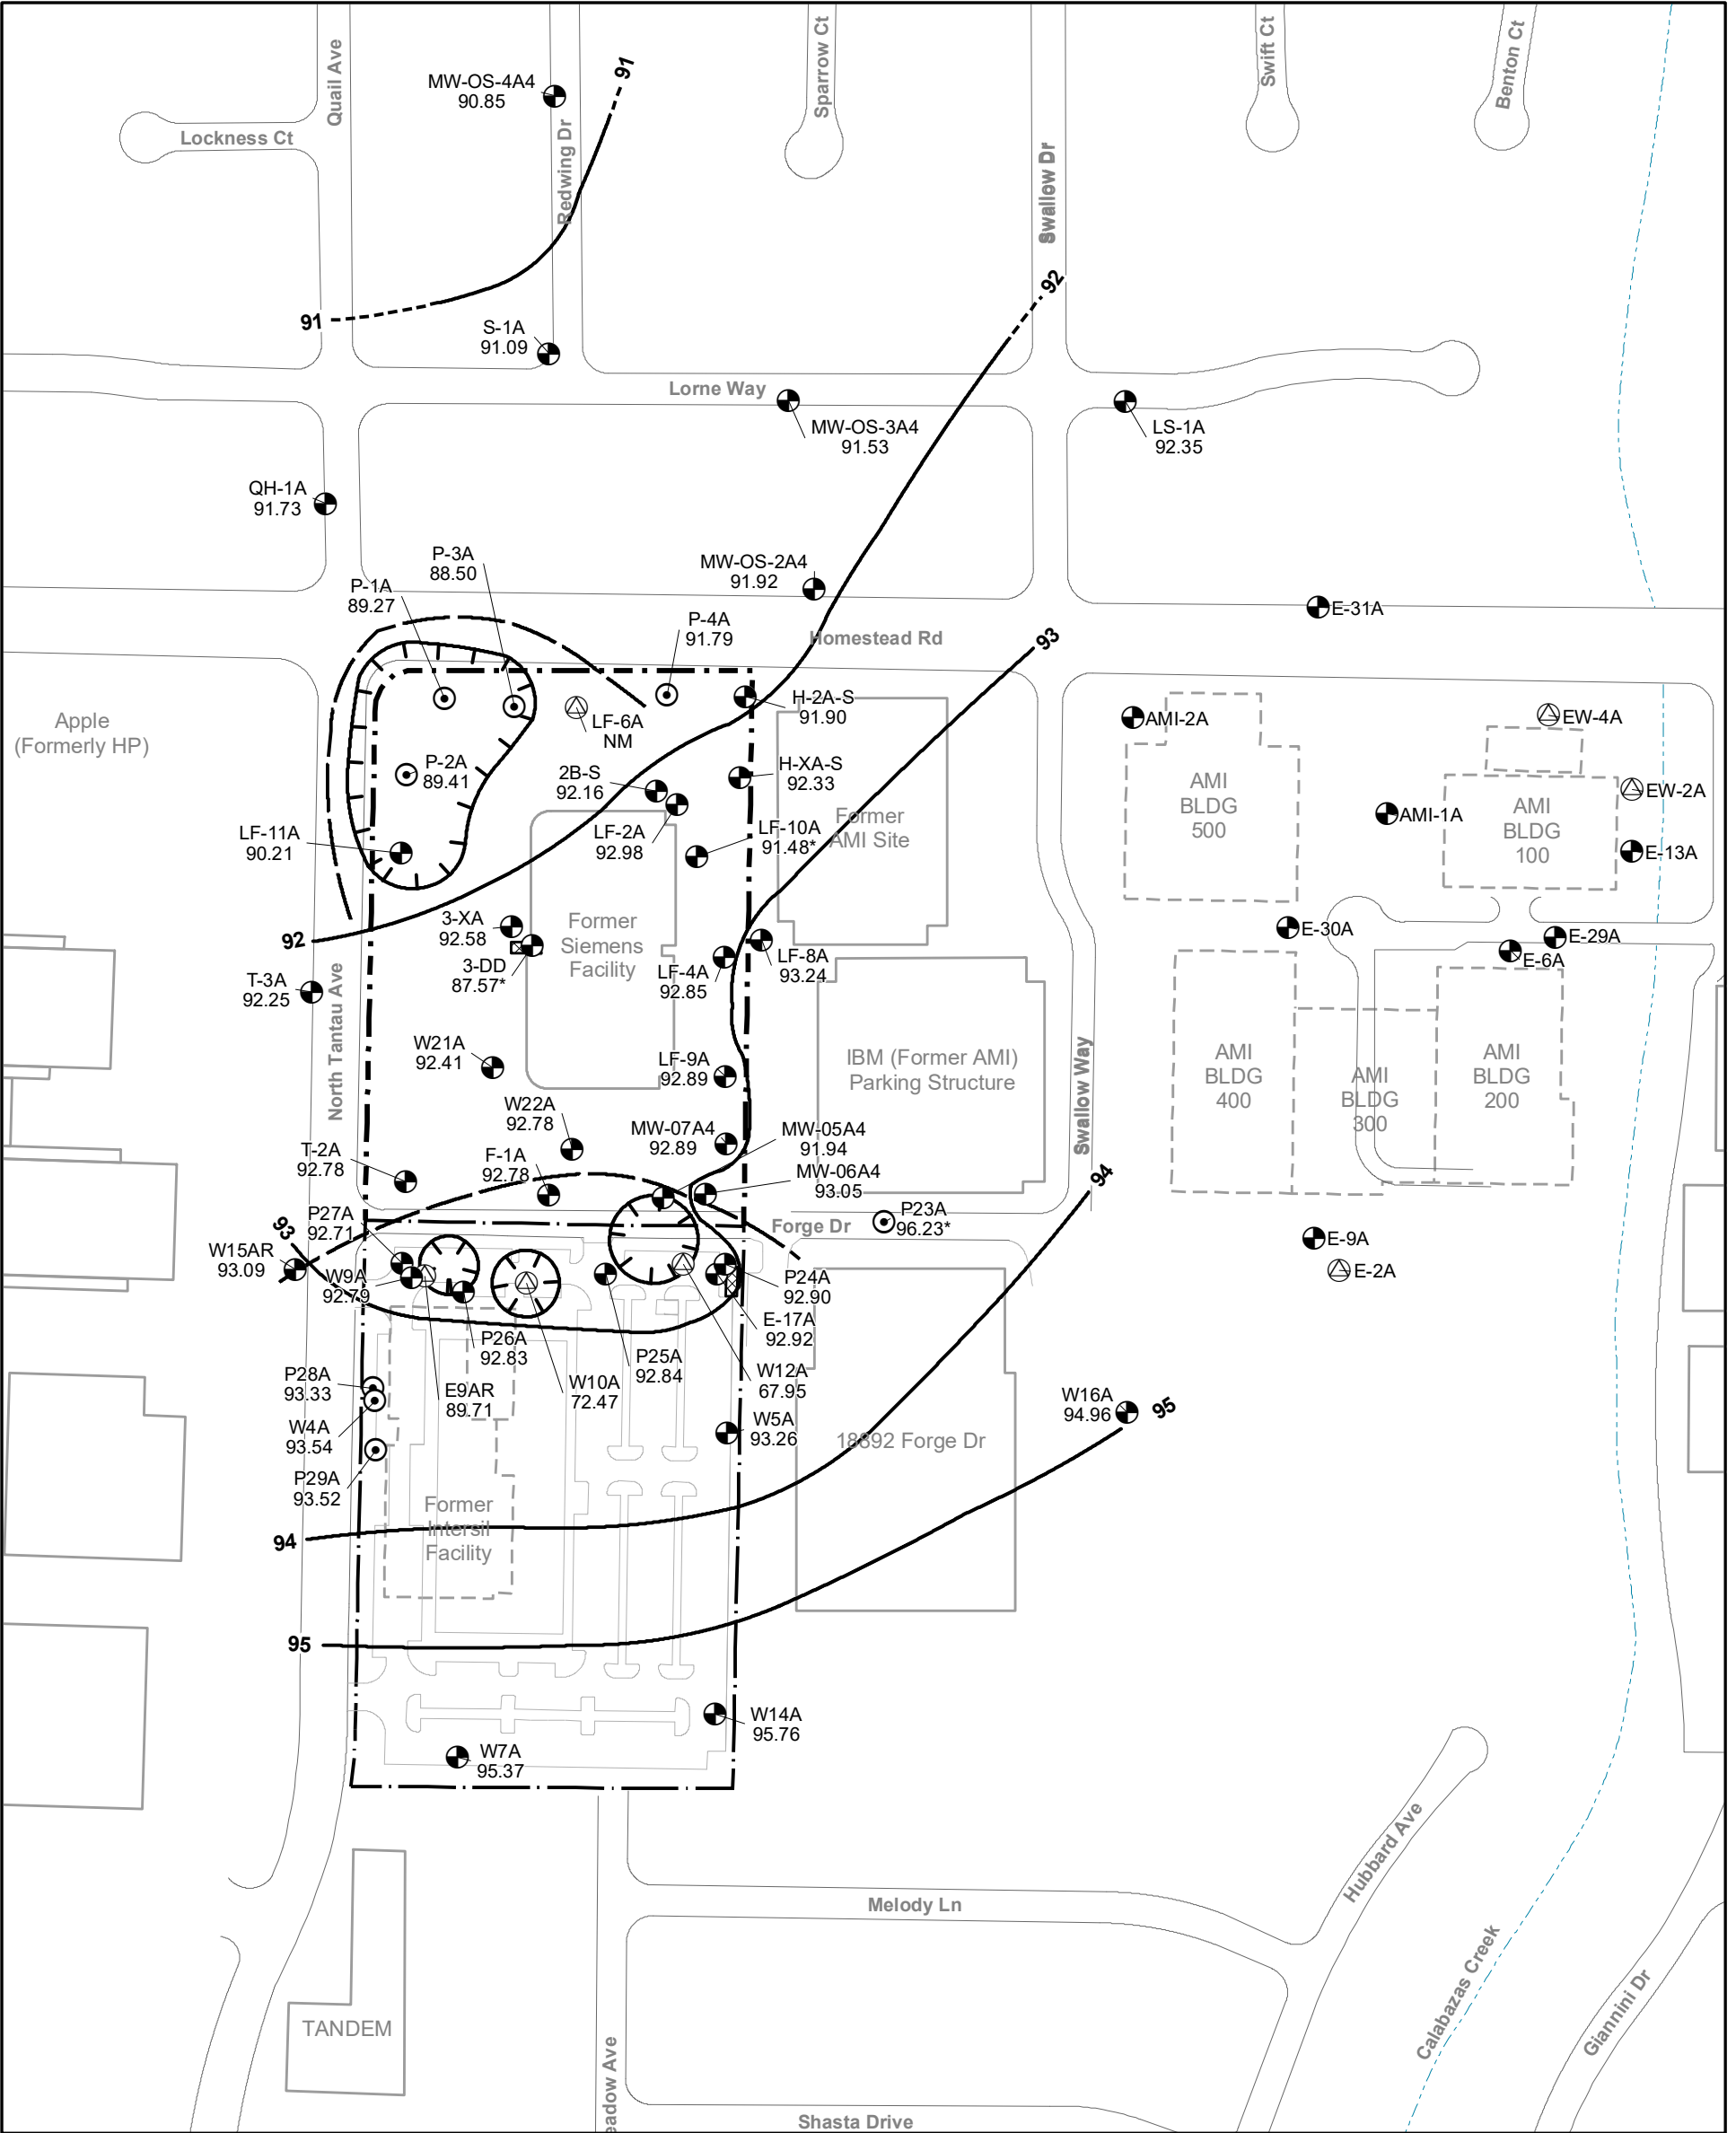 Quail Ave
Lockness Ct
MW-OS-4A4
90.85
Redwing Dr
91
Sparrow Ct
Swallow Dr
Swift Ct
Benton Ct
91
S-1A
91.09
92
Lorne Way
MW-OS-3A4
91.53
LS-1A
92.35
QH-1A
91.73
P-3A
88.50
P-1A
89.27
MW-OS-2A4
91.92
P-4A
91.79
Homestead Rd
93
E-31A
Apple
(Formerly HP)
LF-6A
NM
H-2A-S
91.90
AMI-2A
EW-4A
P-2A
89.41
2B-S
92.16
H-XA-S
92.33
AMI
BLDG
500
AMI-1A
AMI
BLDG
100
EW-2A
E-13A
LF-11A
90.21
LF-2A
92.98
LF-10A
91.48*
Former
AMI Site
92
3-XA
92.58
3-DD
87.57*
Former
Siemens
Facility
LF-4A
92.85
LF-8A
93.24
E-30A
E-29A
E-6A
T-3A
92.25
North Tantau Ave
W21A
92.41
LF-9A
92.89
IBM (Former AMI)
Parking Structure
Swallow Way
AMI
BLDG
400
AMI
BLDG
300
AMI
BLDG
200
W22A
92.78
MW-07A4
92.89
MW-05A4
91.94
T-2A
92.78
F-1A
92.78
MW-06A4
93.05
94
P27A
92.71
93
Forge Dr
P23A
96.23*
E-9A
W15AR
93.09
W9A
92.79
P24A
92.90
E-2A
E-17A
92.92
P26A
92.83
P25A
92.84
W12A
67.95
P28A
93.33
E9AR
89.71
W10A
72.47
W16A
94.96
95
W4A
93.54
W5A
93.26
18892 Forge Dr
P29A
93.52
Former
Intersil
Facility
94
95
W14A
95.76
W7A
95.37
Melody Ln
Hubbard Ave
Calabazas Creek
Giannini Dr
TANDEM
eadow Ave
Shasta Drive